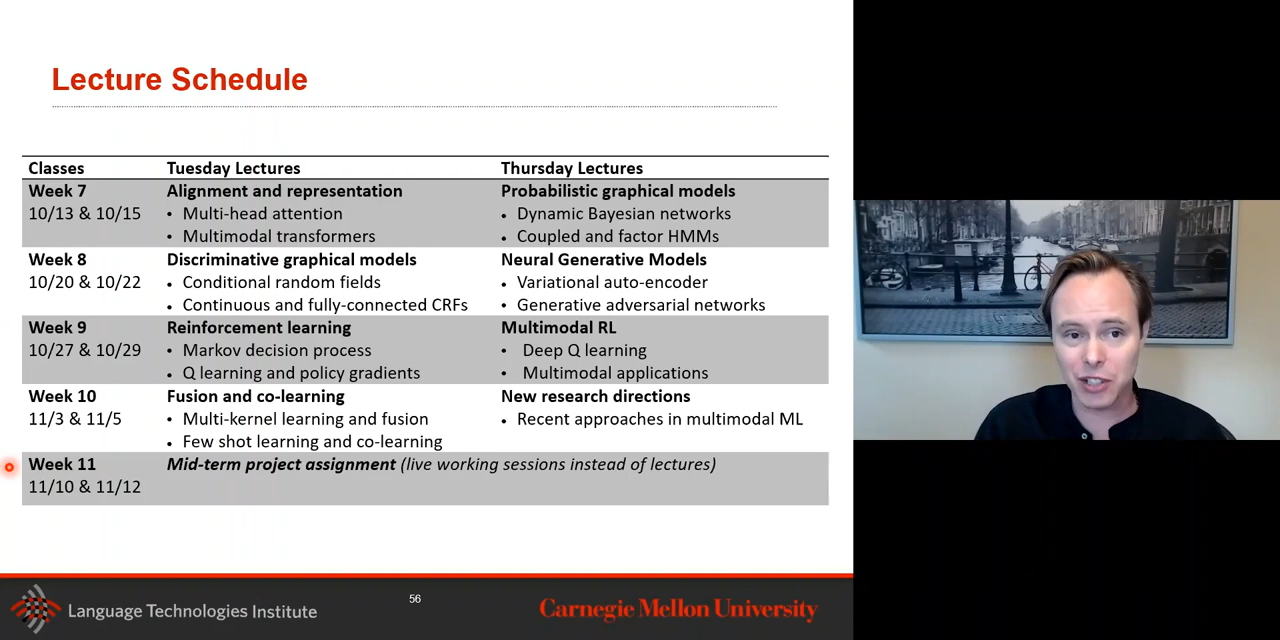 Lecture Schedule
Classes Tuesday Lectures Thursday Lectures
Week 7 Alignment and representation Probabilistic graphical models
10/13 & 10/15 • Multi-head attention • Dynamic Bayesian networks
• Multimodal transformers • Coupled and factor HMMs
Week 8 Discriminative graphical models Neural Generative Models
10/20 & 10/22 • Conditional random fields • Variational auto-encoder
• Continuous and fully-connected CRFs • Generative adversarial networks
Week 9 Reinforcement learning Multimodal RL
10/27 & 10/29 • Markov decision process • Deep Q learning
• Q learning and policy gradients • Multimodal applications
Week 10 Fusion and co-learning New research directions
11/3 & 11/5 • Multi-kernel learning and fusion • Recent approaches in multimodal ML
• Few shot learning and co-learning
Week 11 Mid-term project assignment (live working sessions instead of lectures)
11/10 & 11/12
Language Technologies Institute
56
Carnegie Mellon University